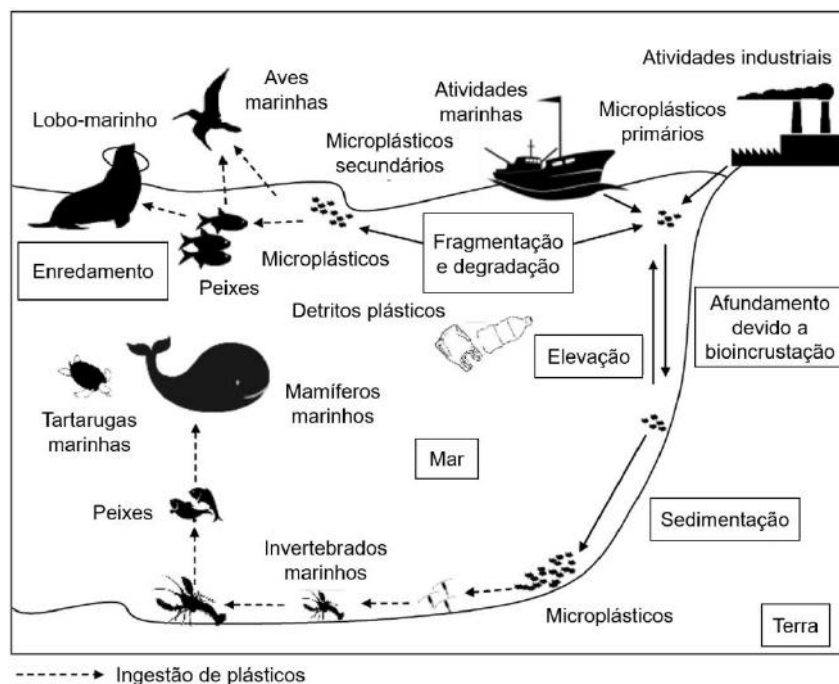 Atividades industriais
Aves
marinhas
Atividades
marinhas
Microplásticos
primários
Lobo-marinho
Microplásticos
secundários
Enredamento
Peixes
Microplásticos
Fragmentação
e degradação
Detritos plásticos
Elevação
Afundamento
devido a
bioincrustação
Tartarugas
marinhas
Mamíferos
marinhos
Mar
Peixes
Sedimentação
Invertebrados
marinhos
Microplásticos
Terra
Ingestão de plásticos